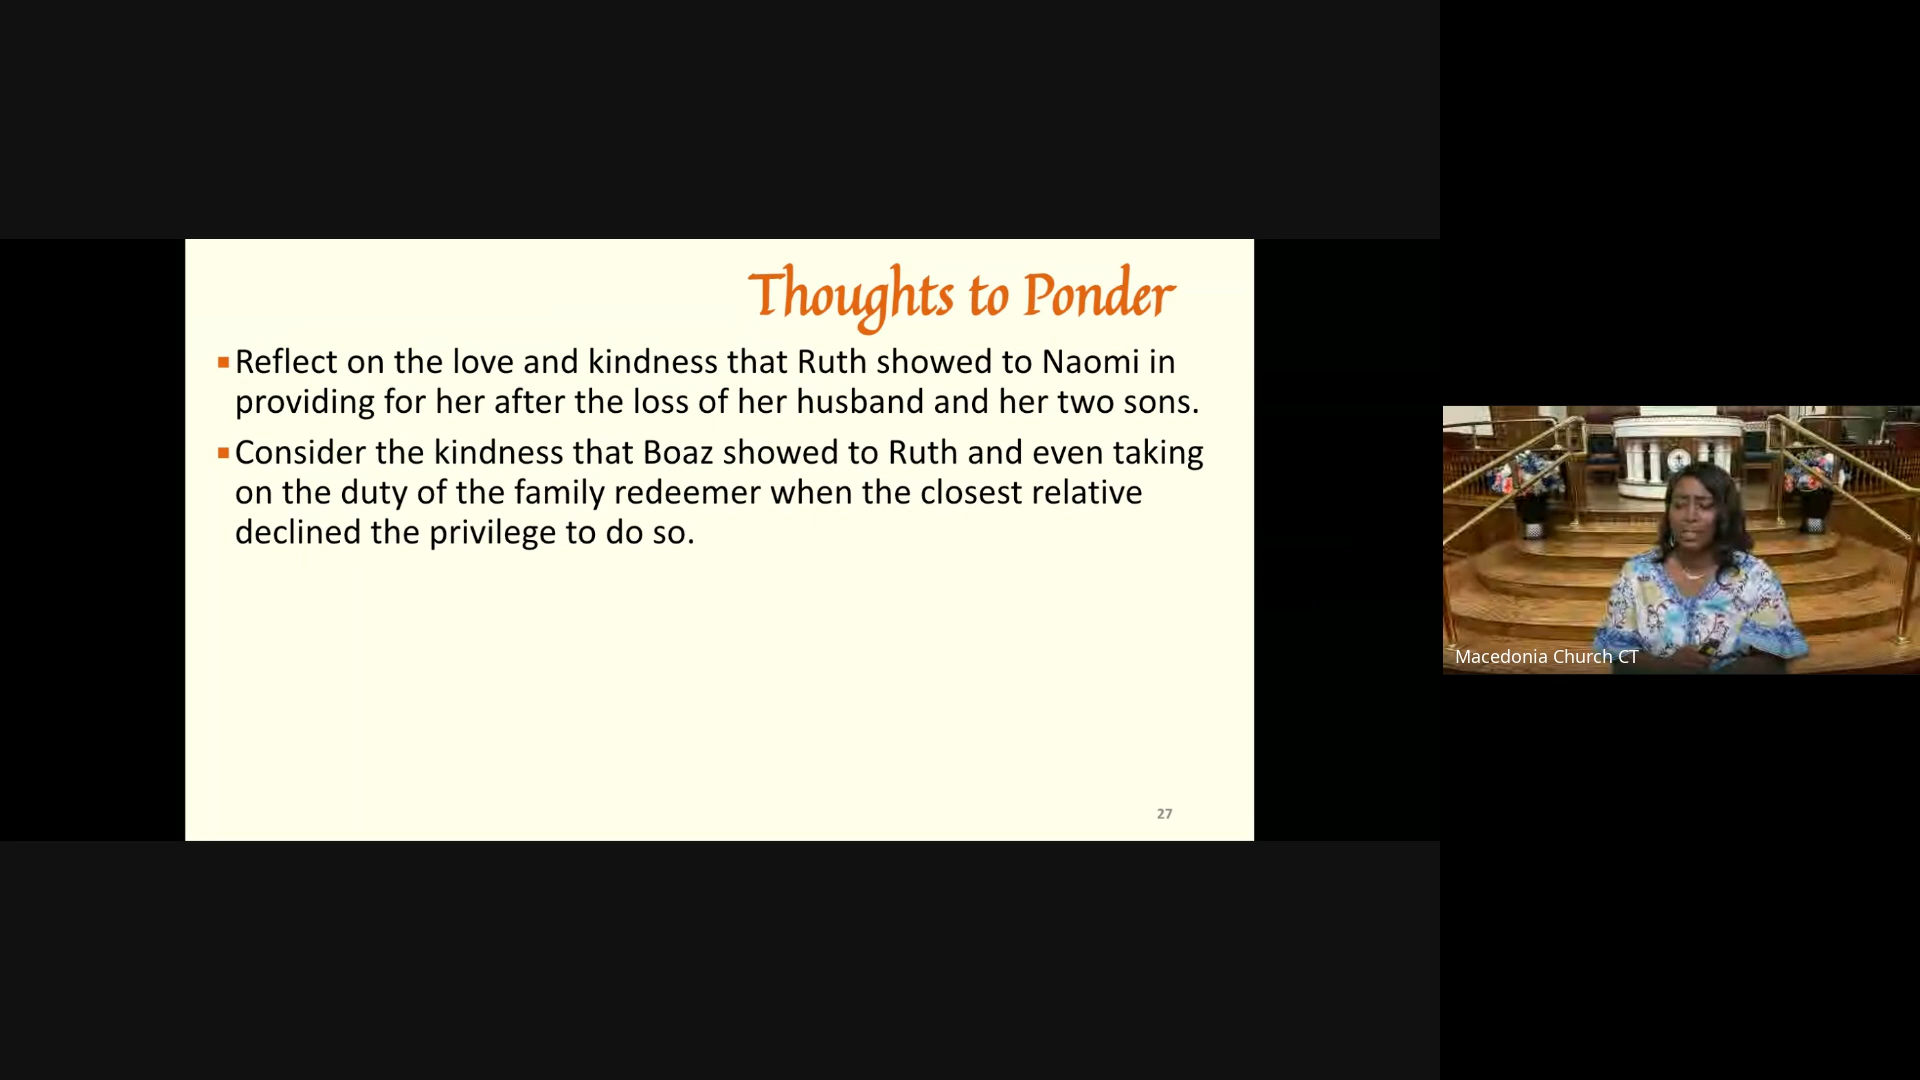 Thoughts to Ponder
Reflect on the love and kindness that Ruth showed to Naomi in
providing for her after the loss of her husband and her two sons.
Consider the kindness that Boaz showed to Ruth and even taking
on the duty of the family redeemer when the closest relative
declined the privilege to do so.
27
Macedonia Church CT